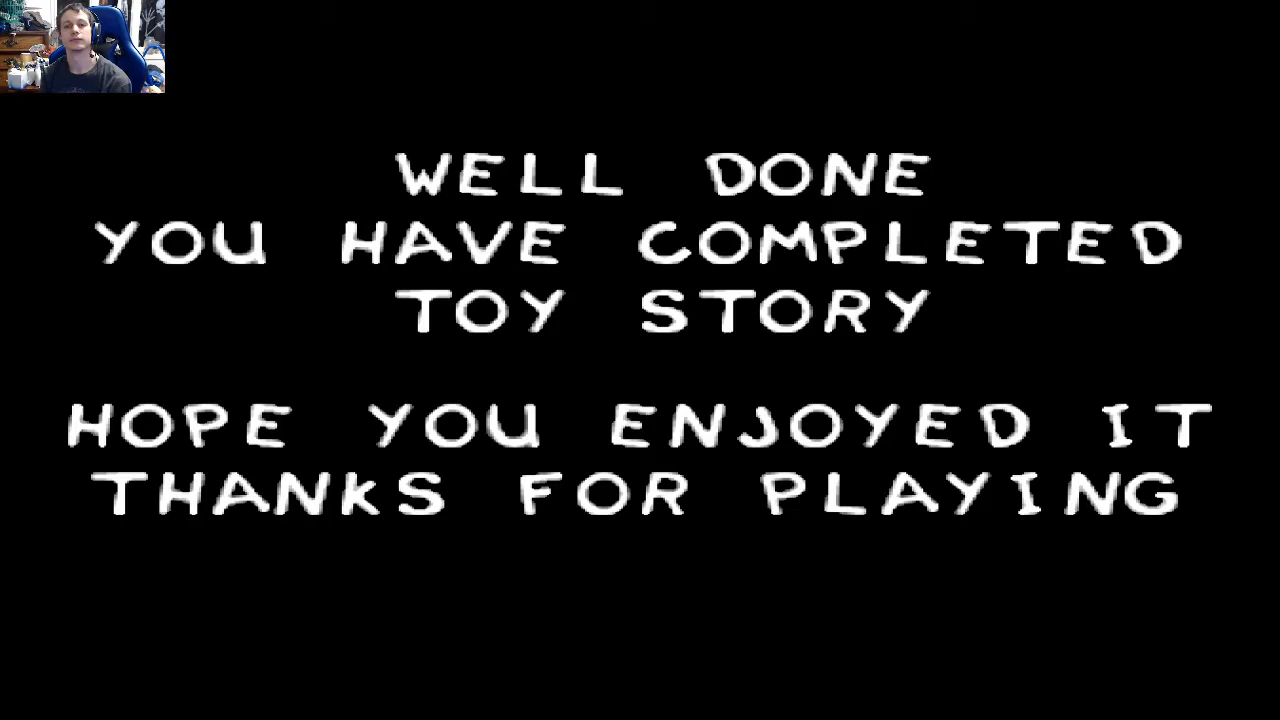 WELL DONE
YOU HAVE COMPLETED
TOY STORY
HOPE YOU ENJOYED IT
THANKS FOR PLAYING